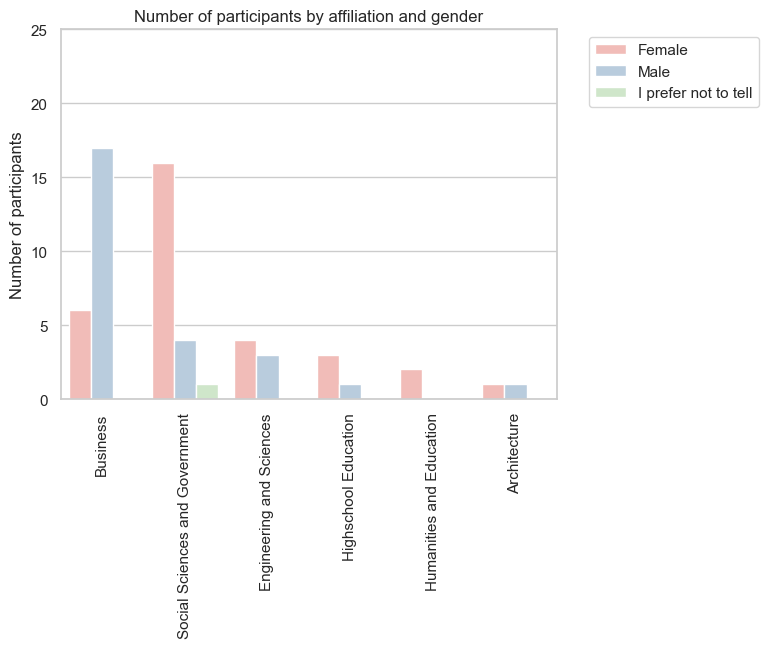 Number of participants by affiliation and gender
Female
Male
I prefer not to tell
Number of participants
25
20
15
10
5
0
Business
Social Sciences and Government
Engineering and Sciences
Highschool Education
Humanities and Education
Architecture